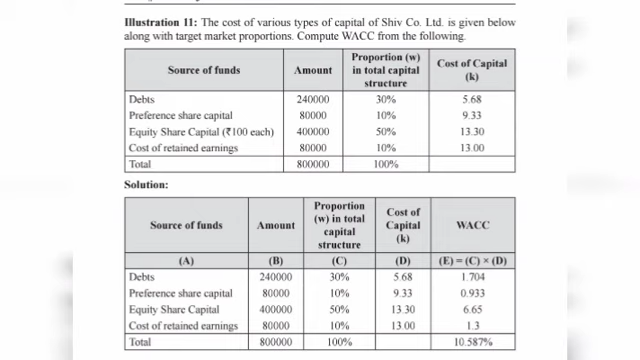 Illustration 11: The cost of various types of capital of Shiv Co. Ltd. is given below
along with target market proportions. Compute WACC from the following.
Source of funds | Amount | Proportion (w) in total capital structure | Cost of Capital (k)
Debts | 240000 | 30% | 5.68
Preference share capital | 80000 | 10% | 9.33
Equity Share Capital (₹100 each) | 400000 | 50% | 13.30
Cost of retained earnings | 80000 | 10% | 13.00
Total | 800000 | 100%
Solution:
Source of funds | Amount | Proportion (w) in total capital structure | Cost of Capital (k) | WACC
(A) | (B) | (C) | (D) | (E) = (C) × (D)
Debts | 240000 | 30% | 5.68 | 1.704
Preference share capital | 80000 | 10% | 9.33 | 0.933
Equity Share Capital | 400000 | 50% | 13.30 | 6.65
Cost of retained earnings | 80000 | 10% | 13.00 | 1.3
Total | 800000 | 100% | | 10.587%